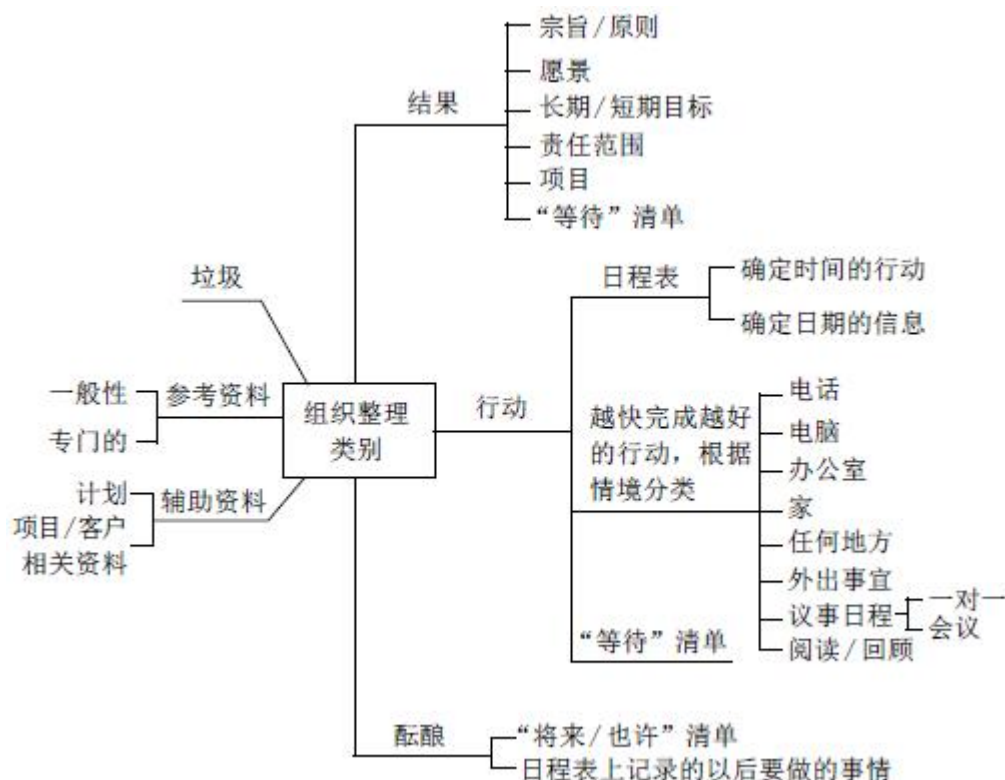 宗旨/原则
愿景
结果
长期/短期目标
责任范围
项目
“等待”清单
垃圾
日程表
确定时间的行动
确定日期的信息
一般性
参考资料
专门的
组织整理
类别
行动
越快完成越好
的行动，根据
情境分类
电话
电脑
办公室
家
任何地方
外出事宜
议事日程
一对一
会议
阅读/回顾
计划
辅助资料
项目/客户
相关资料
“等待”清单
酝酿
“将来/也许”清单
日程表上记录的以后要做的事情